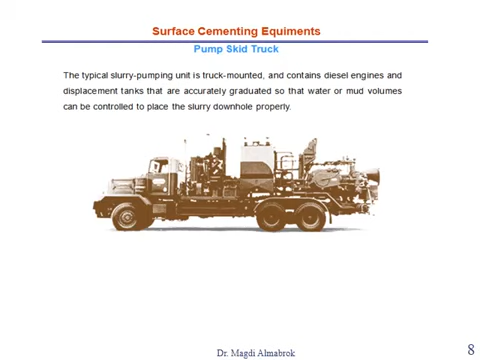 Surface Cementing Equiments
Pump Skid Truck
The typical slurry-pumping unit is truck-mounted, and contains diesel engines and
displacement tanks that are accurately graduated so that water or mud volumes
can be controlled to place the slurry downhole properly.
Dr. Magdi Almabrok
8